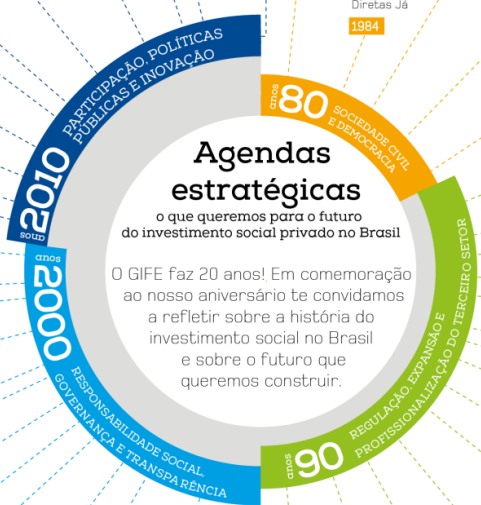 Diretas Já
1984
anos 80
SOCIEDADE CIVIL
E DEMOCRACIA
Agendas
estratégicas
o que queremos para o futuro
do investimento social privado no Brasil
O GIFE faz 20 anos! Em comemoração
ao nosso aniversário te convidamos
a refletir sobre a história do
investimento social no Brasil
e sobre o futuro que
queremos construir.
anos 90
REGULAÇÃO, EXPANSÃO E
PROFISSIONALIZAÇÃO DO TERCEIRO SETOR
anos 2000
RESPONSABILIDADE SOCIAL,
GOVERNANÇA E TRANSPARÊNCIA
anos 2010
PARTICIPAÇÃO, POLÍTICAS
PÚBLICAS E INOVAÇÃO